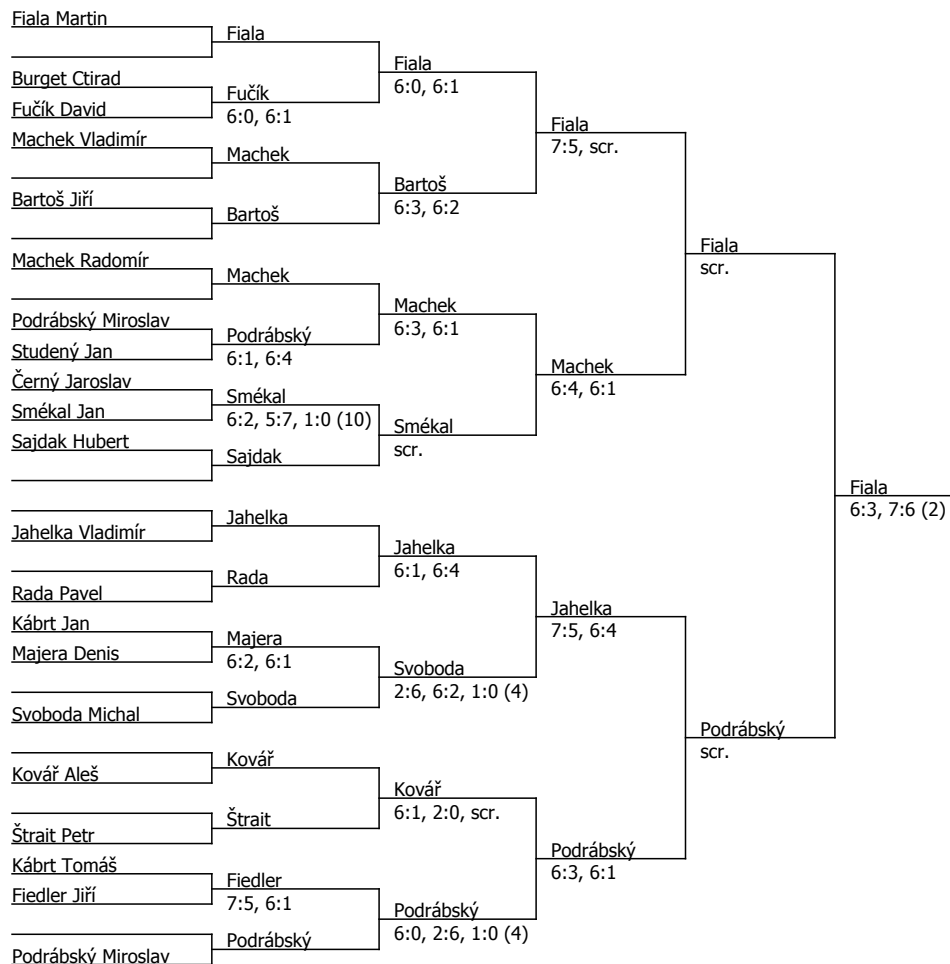 Fiala Martin
Fiala
Fiala
6:0, 6:1
Burget Ctirad
Fučík
6:0, 6:1
Fučík David
Fiala
7:5, scr.
Machek Vladimír
Machek
Bartoš
6:3, 6:2
Bartoš Jiří
Bartoš
Fiala
scr.
Machek Radomír
Machek
Machek
6:3, 6:1
Podrábský Miroslav
Podrábský
6:1, 6:4
Studený Jan
Machek
6:4, 6:1
Černý Jaroslav
Smékal
6:2, 5:7, 1:0 (10)
Smékal Jan
Smékal
scr.
Sajdak Hubert
Sajdak
Fiala
6:3, 7:6 (2)
Jahelka
Jahelka Vladimír
Jahelka
6:1, 6:4
Rada
Rada Pavel
Jahelka
7:5, 6:4
Kábrt Jan
Majera
6:2, 6:1
Majera Denis
Svoboda
2:6, 6:2, 1:0 (4)
Svoboda
Svoboda Michal
Podrábský
scr.
Kovář
Kovář Aleš
Kovář
6:1, 2:0, scr.
Štrait
Štrait Petr
Podrábský
6:3, 6:1
Kábrt Tomáš
Fiedler
7:5, 6:1
Fiedler Jiří
Podrábský
6:0, 2:6, 1:0 (4)
Podrábský
Podrábský Miroslav